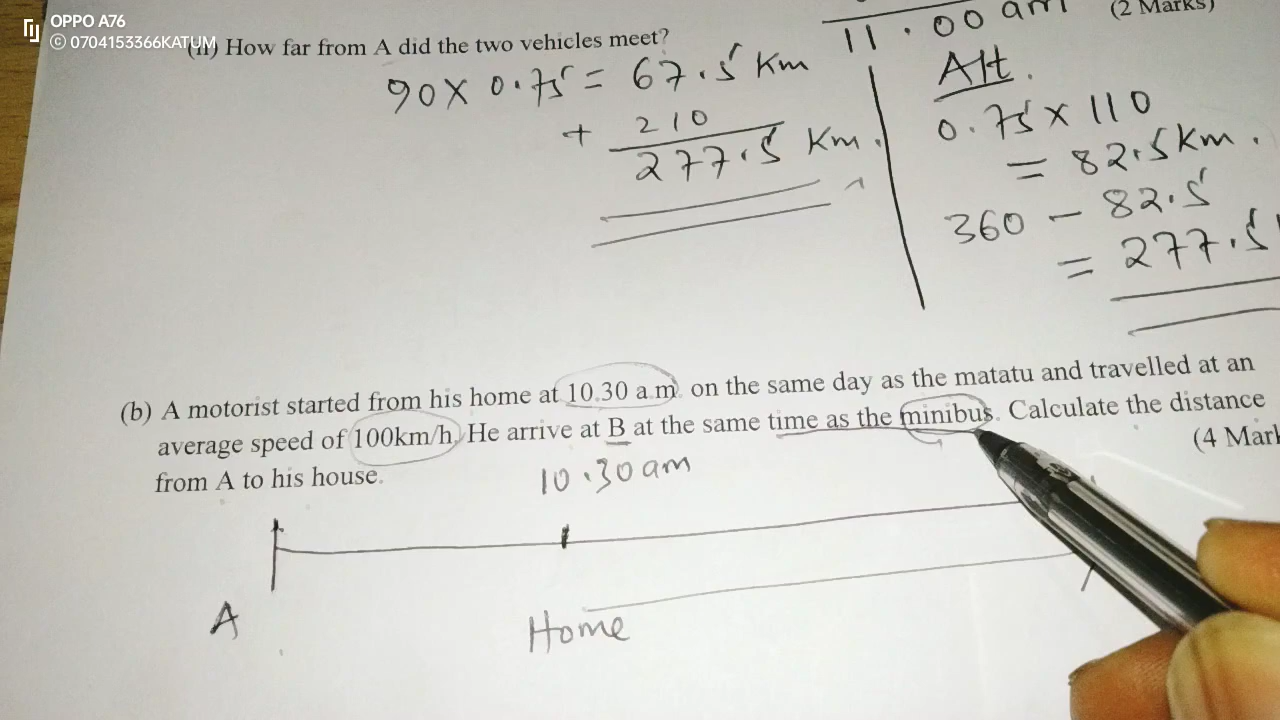 OPPO A76
© 0704153366KATUM
(ii) How far from A did the two vehicles meet?
90 x 0.75 = 67.5 Km
+ 210
277.5 Km.
11.00 am
(2 Marks)
Alt.
0.75 x 110
= 82.5 Km.
360 - 82.5
= 277.5
(b) A motorist started from his home at 10.30 a.m on the same day as the matatu and travelled at an
average speed of 100km/h. He arrive at B at the same time as the minibus. Calculate the distance
from A to his house.
(4 Mark
10.30 am
A
Home